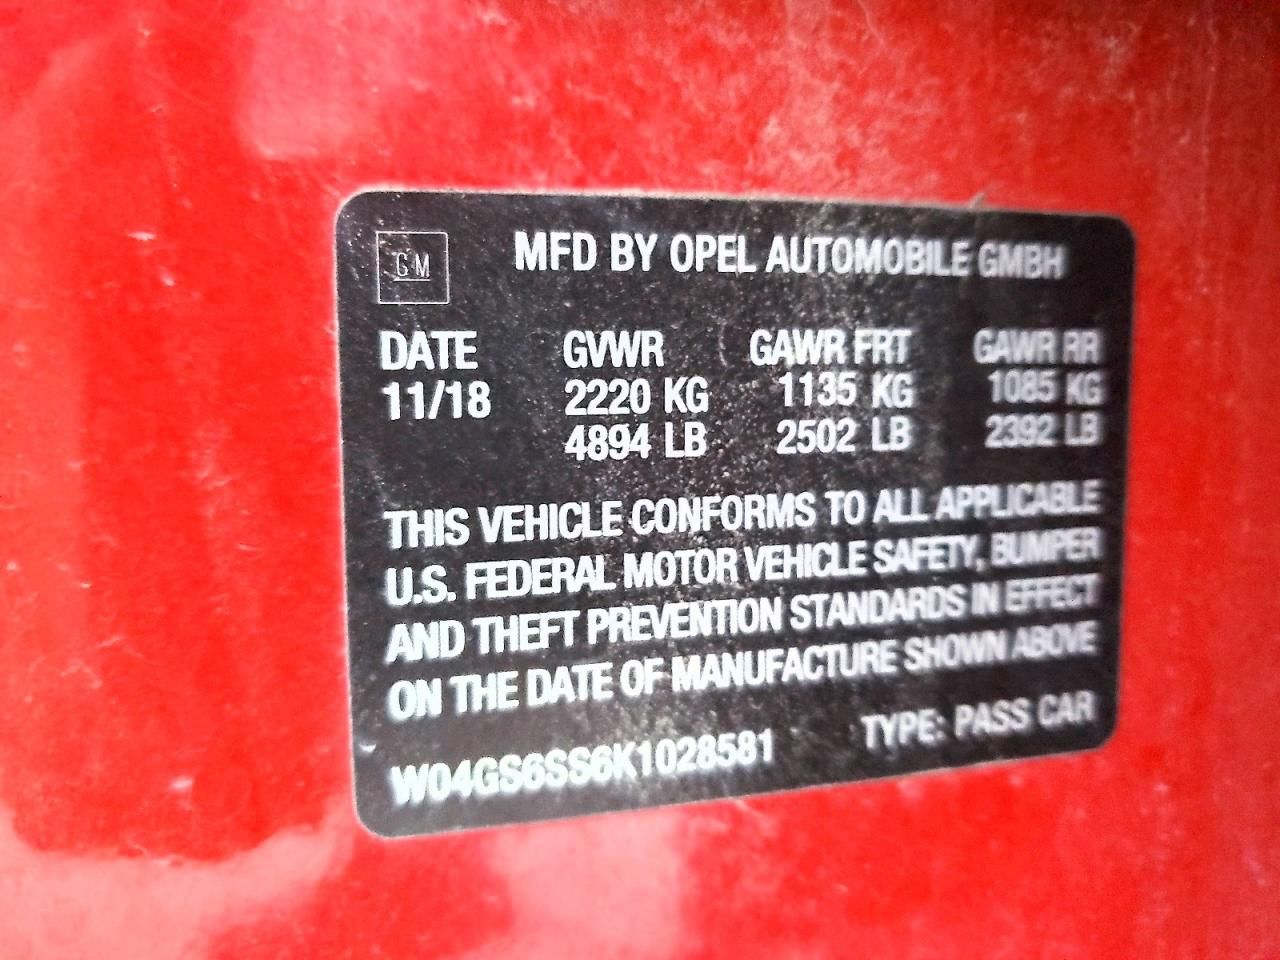 GM MFD BY OPEL AUTOMOBILE GMBH
DATE GVWR GAWR FRT GAWR RR
11/18 2220 KG 1135 KG 1085 KG
4894 LB 2502 LB 2392 LB
THIS VEHICLE CONFORMS TO ALL APPLICABLE
U.S. FEDERAL MOTOR VEHICLE SAFETY, BUMPER
AND THEFT PREVENTION STANDARDS IN EFFECT
ON THE DATE OF MANUFACTURE SHOWN ABOVE
W04GS6SS6K1028581 TYPE: PASS CAR